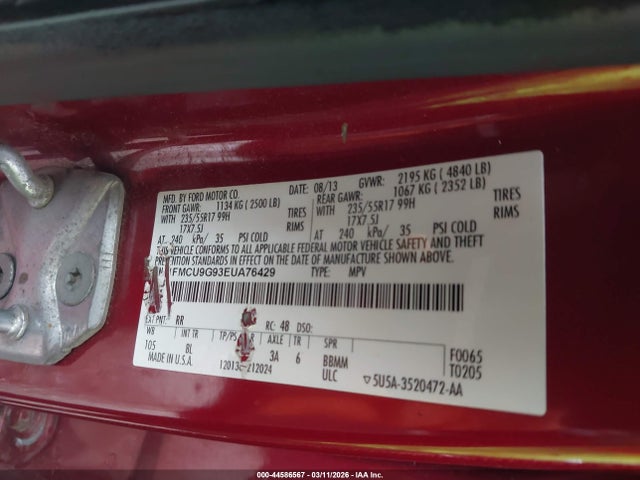 MFD. BY FORD MOTOR CO. DATE: 08/13 GVWR: 2195 KG ( 4840 LB)
FRONT GAWR: 1134 KG ( 2500 LB) REAR GAWR: 1067 KG ( 2352 LB)
WITH 235/55R17 99H TIRES WITH 235/55R17 99H TIRES
17X7.5J RIMS 17X7.5J RIMS
AT 240 kPa/ 35 PSI COLD AT 240 kPa/ 35 PSI COLD
THIS VEHICLE CONFORMS TO ALL APPLICABLE FEDERAL MOTOR VEHICLE SAFETY AND THEFT
STANDARDS IN EFFECT ON THE DATE OF MANUFACTURE SHOWN ABOVE.
FMCU9G93EUA76429 TYPE: MPV
EXT PNT: RR RC: 48 DSO:
WB INT TR TP/PS AXLE TR SPR
105 BL 3A 6 BBMM F0065
MADE IN U.S.A. ULC T0205
5U5A-3520472-AA
000-44586567 - 03/11/2026 - IAA Inc.